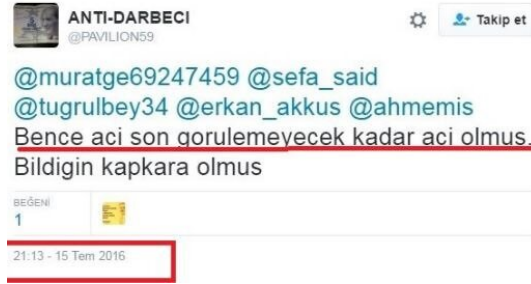 ANTI-DARBECI
@PAVILION59
Takip et
@muratge69247459 @sefa_said
@tugrulbey34 @erkan_akkus @ahmemis
Bence aci son gorulemeyecek kadar aci olmus.
Bildigin kapkara olmus
BEĞENİ
1
21:13 - 15 Tem 2016